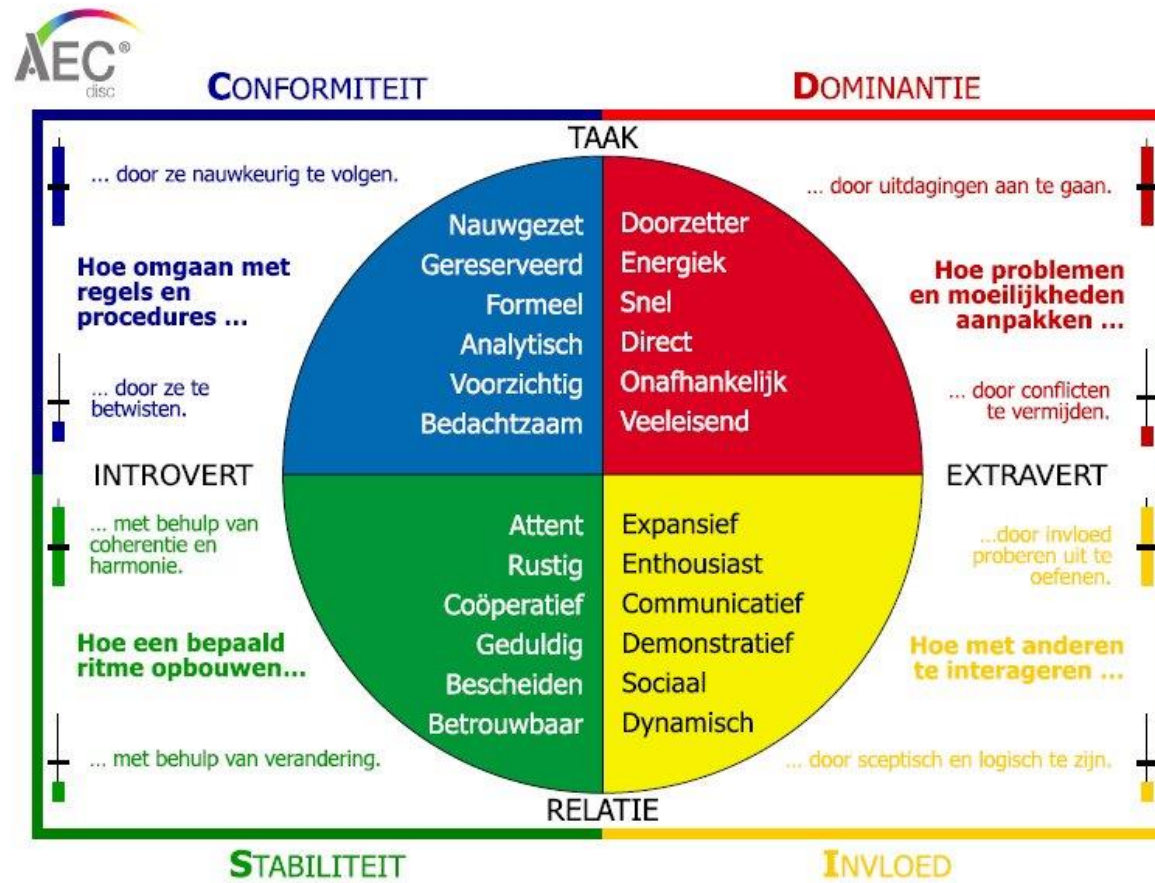 AEC®
disc
CONFORMITEIT
DOMINANTIE
TAAK
... door ze nauwkeurig te volgen.
Hoe omgaan met
regels en
procedures ...
... door ze te
betwisten.
Nauwgezet
Gereserveerd
Formeel
Analytisch
Voorzichtig
Bedachtzaam
Doorzetter
Energiek
Snel
Direct
Onafhankelijk
Veeleisend
... door uitdagingen aan te gaan.
Hoe problemen
en moeilijkheden
aanpakken ...
... door conflicten
te vermijden.
INTROVERT
EXTRAVERT
... met behulp van
coherentie en
harmonie.
Hoe een bepaald
ritme opbouwen...
... met behulp van verandering.
Attent
Rustig
Coöperatief
Geduldig
Bescheiden
Betrouwbaar
Expansief
Enthousiast
Communicatief
Demonstratief
Sociaal
Dynamisch
...door invloed
proberen uit te
oefenen.
Hoe met anderen
te interageren ...
... door sceptisch en logisch te zijn.
RELATIE
STABILITEIT
INVLOED